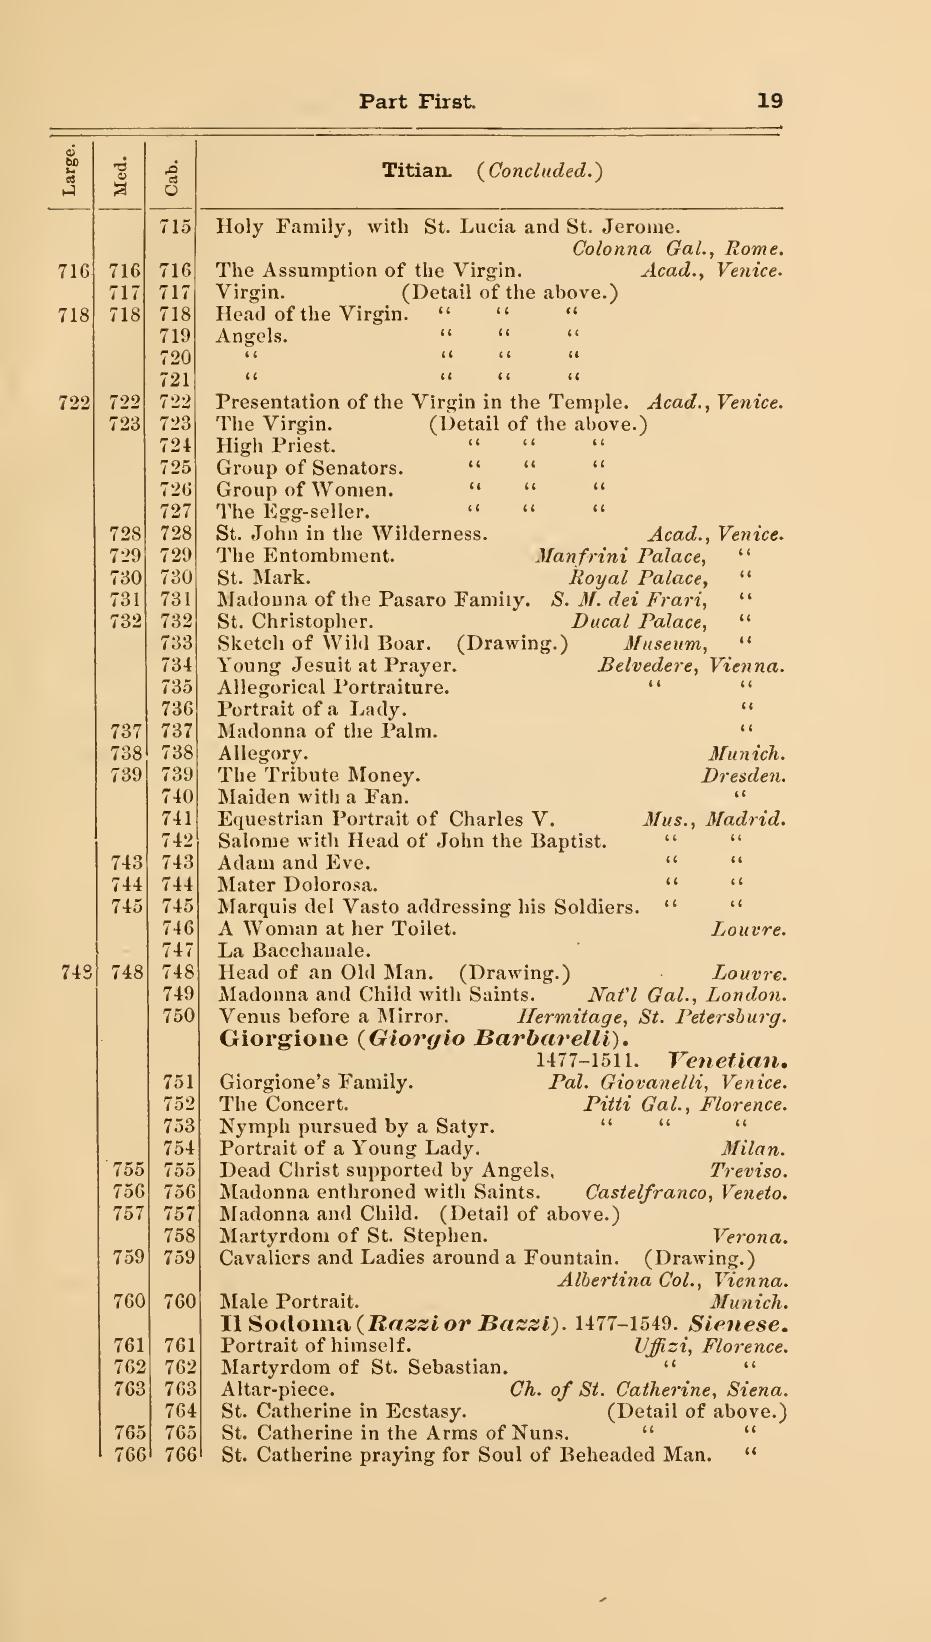 Part First. 19
Large. Med. Cab. Titian. (Concluded.)
715 Holy Family, with St. Lucia and St. Jerome.
Colonna Gal., Rome.
716 716 716 The Assumption of the Virgin. Acad., Venice.
717 717 Virgin. (Detail of the above.)
718 718 718 Head of the Virgin. “ “ “
719 Angels. “ “ “
720 “ “ “ “
721 “ “ “ “
722 722 722 Presentation of the Virgin in the Temple. Acad., Venice.
723 723 The Virgin. (Detail of the above.)
724 High Priest. “ “ “
725 Group of Senators. “ “ “
726 Group of Women. “ “ “
727 The Egg-seller. “ “ “
728 728 St. John in the Wilderness. Acad., Venice.
729 729 The Entombment. Manfrini Palace, “
730 730 St. Mark. Royal Palace, “
731 731 Madonna of the Pasaro Family. S. M. dei Frari, “
732 732 St. Christopher. Ducal Palace, “
733 Sketch of Wild Boar. (Drawing.) Museum, “
734 Young Jesuit at Prayer. Belvedere, Vienna.
735 Allegorical Portraiture. “ “
736 Portrait of a Lady. “
737 737 Madonna of the Palm. “
738 738 Allegory. Munich.
739 739 The Tribute Money. Dresden.
740 Maiden with a Fan. “
741 Equestrian Portrait of Charles V. Mus., Madrid.
742 Salome with Head of John the Baptist. “ “
743 743 Adam and Eve. “ “
744 744 Mater Dolorosa. “ “
745 745 Marquis del Vasto addressing his Soldiers. “ “
746 A Woman at her Toilet. Louvre.
747 La Bacchanale.
748 748 748 Head of an Old Man. (Drawing.) Louvre.
749 Madonna and Child with Saints. Nat'l Gal., London.
750 Venus before a Mirror. Hermitage, St. Petersburg.
Giorgione (Giorgio Barbarelli).
1477-1511. Venetian.
751 Giorgione's Family. Pal. Giovanelli, Venice.
752 The Concert. Pitti Gal., Florence.
753 Nymph pursued by a Satyr. “ “ “
754 Portrait of a Young Lady. Milan.
755 755 Dead Christ supported by Angels, Treviso.
756 756 Madonna enthroned with Saints. Castelfranco, Veneto.
757 757 Madonna and Child. (Detail of above.)
758 Martyrdom of St. Stephen. Verona.
759 759 Cavaliers and Ladies around a Fountain. (Drawing.)
Albertina Col., Vienna.
760 760 Male Portrait. Munich.
Il Sodoma (Razzi or Bazzi). 1477-1549. Sienese.
761 761 Portrait of himself. Uffizi, Florence.
762 762 Martyrdom of St. Sebastian. “ “
763 763 Altar-piece. Ch. of St. Catherine, Siena.
764 St. Catherine in Ecstasy. (Detail of above.)
765 765 St. Catherine in the Arms of Nuns. “ “
766 766 St. Catherine praying for Soul of Beheaded Man. “